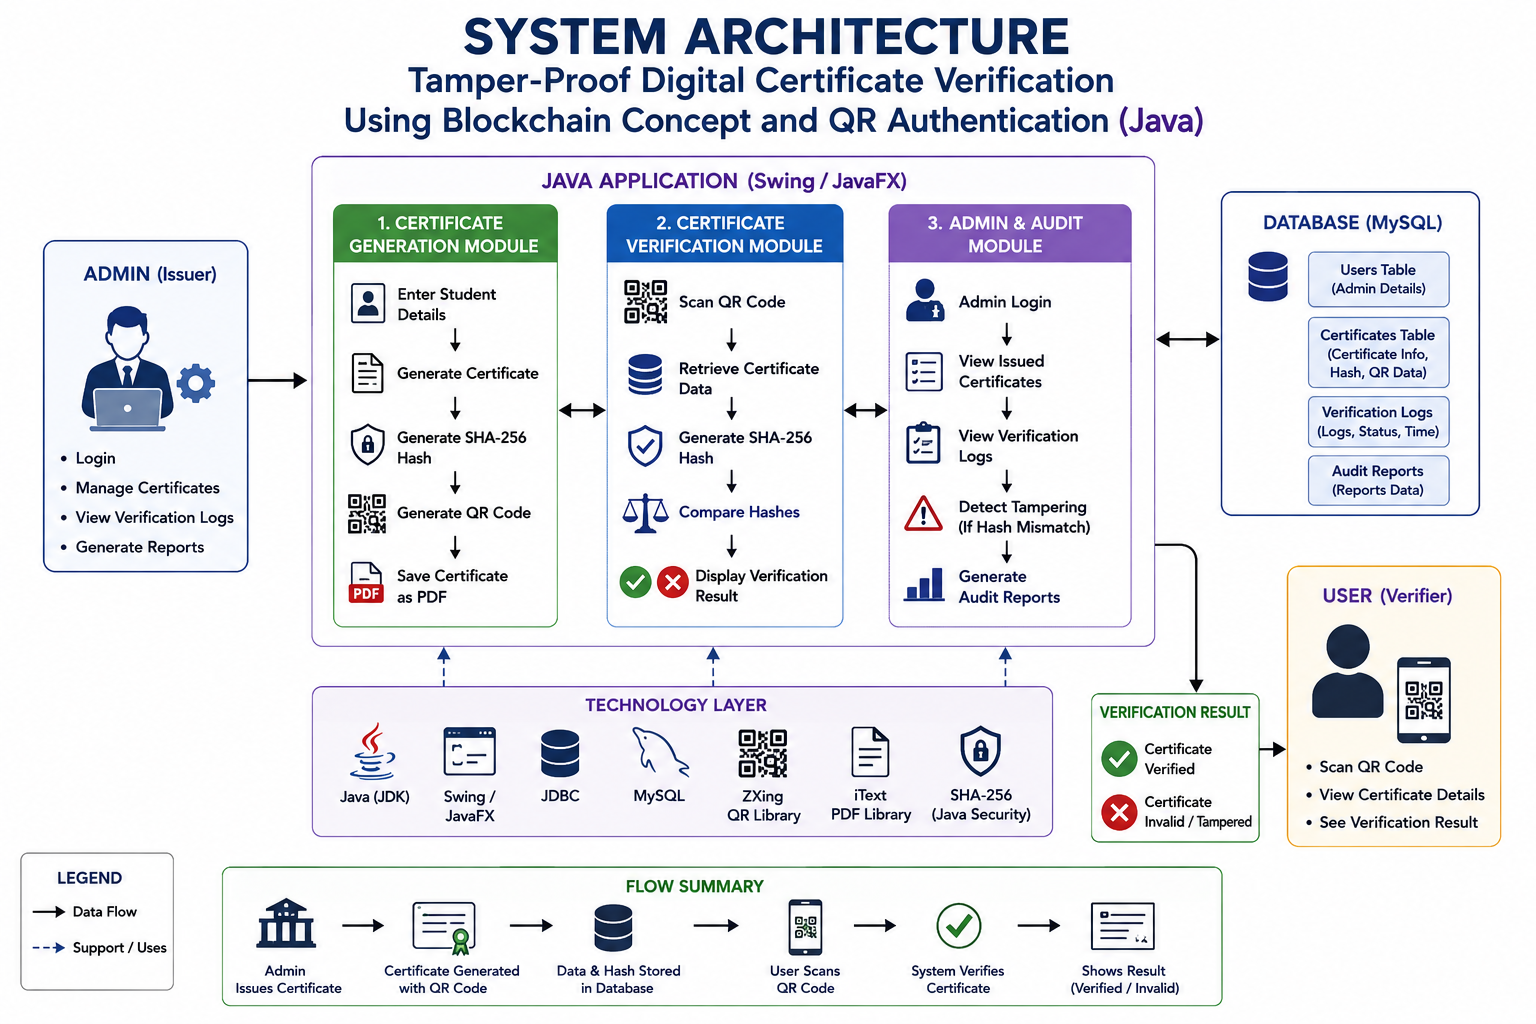 SYSTEM ARCHITECTURE
Tamper-Proof Digital Certificate Verification
Using Blockchain Concept and QR Authentication (Java)
JAVA APPLICATION (Swing / JavaFX)
ADMIN (Issuer)
• Login
• Manage Certificates
• View Verification Logs
• Generate Reports
1. CERTIFICATE
GENERATION MODULE
Enter Student
Details
Generate Certificate
Generate SHA-256
Hash
Generate QR Code
PDF
Save Certificate
as PDF
2. CERTIFICATE
VERIFICATION MODULE
Scan QR Code
Retrieve Certificate
Data
Generate SHA-256
Hash
Compare Hashes
Display Verification
Result
3. ADMIN & AUDIT
MODULE
Admin Login
View Issued
Certificates
View Verification
Logs
Detect Tampering
(If Hash Mismatch)
Generate
Audit Reports
DATABASE (MySQL)
Users Table
(Admin Details)
Certificates Table
(Certificate Info,
Hash, QR Data)
Verification Logs
(Logs, Status, Time)
Audit Reports
(Reports Data)
USER (Verifier)
• Scan QR Code
• View Certificate Details
• See Verification Result
VERIFICATION RESULT
Certificate
Verified
Certificate
Invalid / Tampered
TECHNOLOGY LAYER
Java (JDK)
Swing /
JavaFX
JDBC
MySQL
ZXing
QR Library
iText
PDF Library
SHA-256
(Java Security)
LEGEND
Data Flow
Support / Uses
FLOW SUMMARY
Admin
Issues Certificate
Certificate Generated
with QR Code
Data & Hash Stored
in Database
User Scans
QR Code
System Verifies
Certificate
Shows Result
(Verified / Invalid)